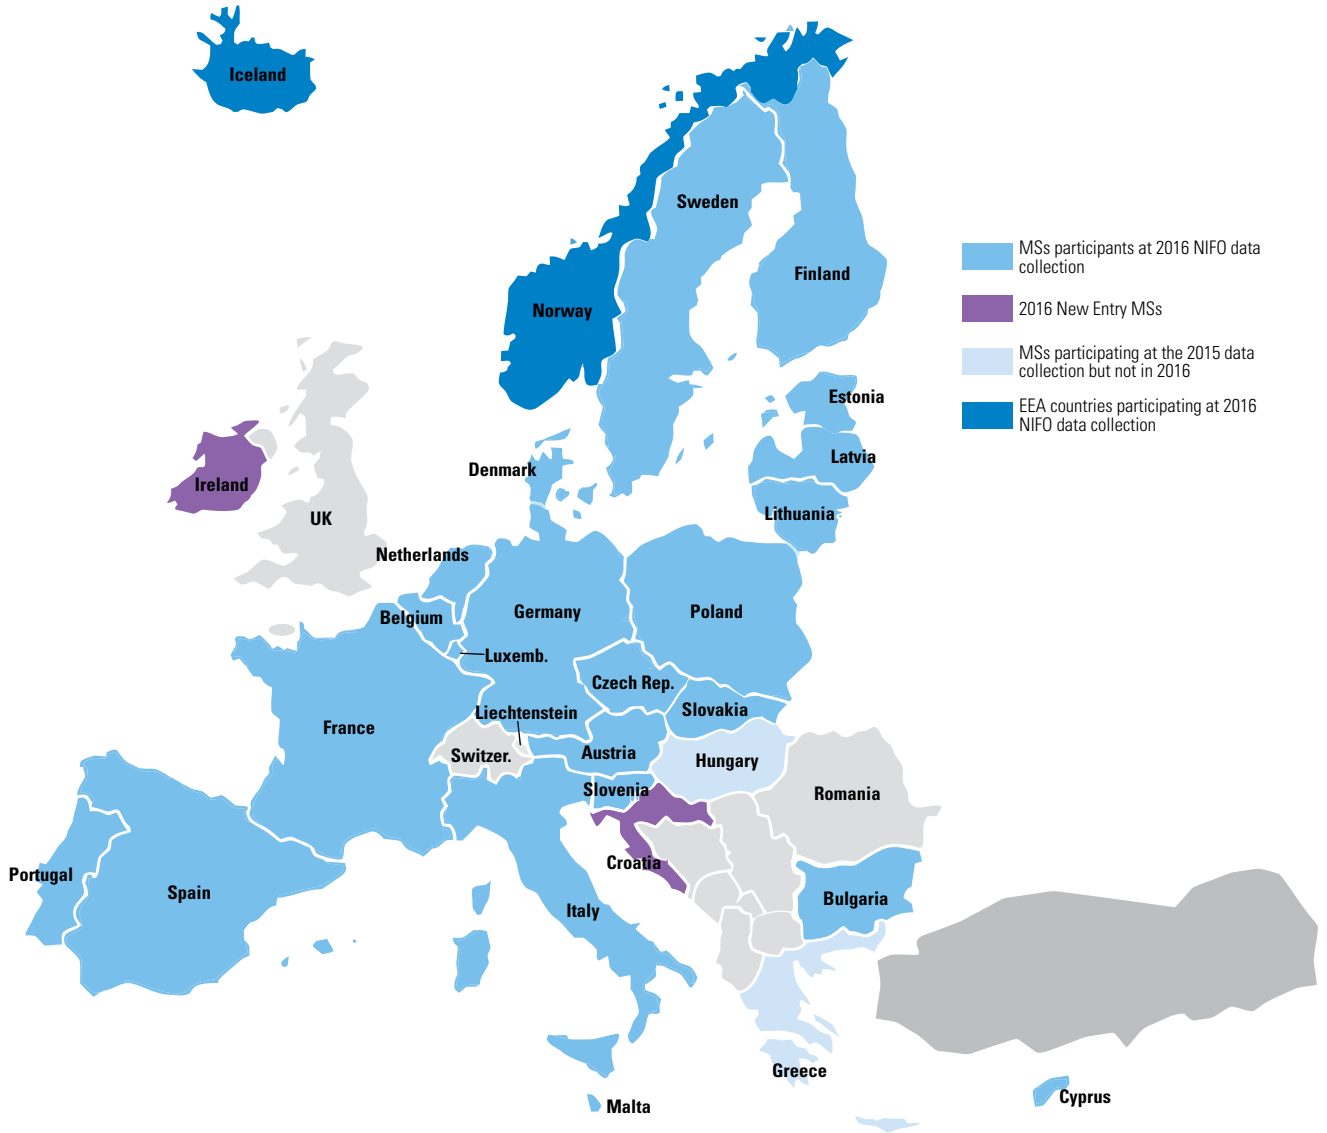 Iceland
Sweden
Finland
Norway
MSs participants at 2016 NIFO data
collection
2016 New Entry MSs
MSs participating at the 2015 data
collection but not in 2016
EEA countries participating at 2016
NIFO data collection
Estonia
Latvia
Lithuania
Denmark
Ireland
UK
Netherlands
Belgium
Germany
Poland
Luxemb.
Czech Rep.
Slovakia
Liechtenstein
France
Switzer.
Austria
Hungary
Slovenia
Romania
Croatia
Portugal
Spain
Italy
Bulgaria
Greece
Malta
Cyprus